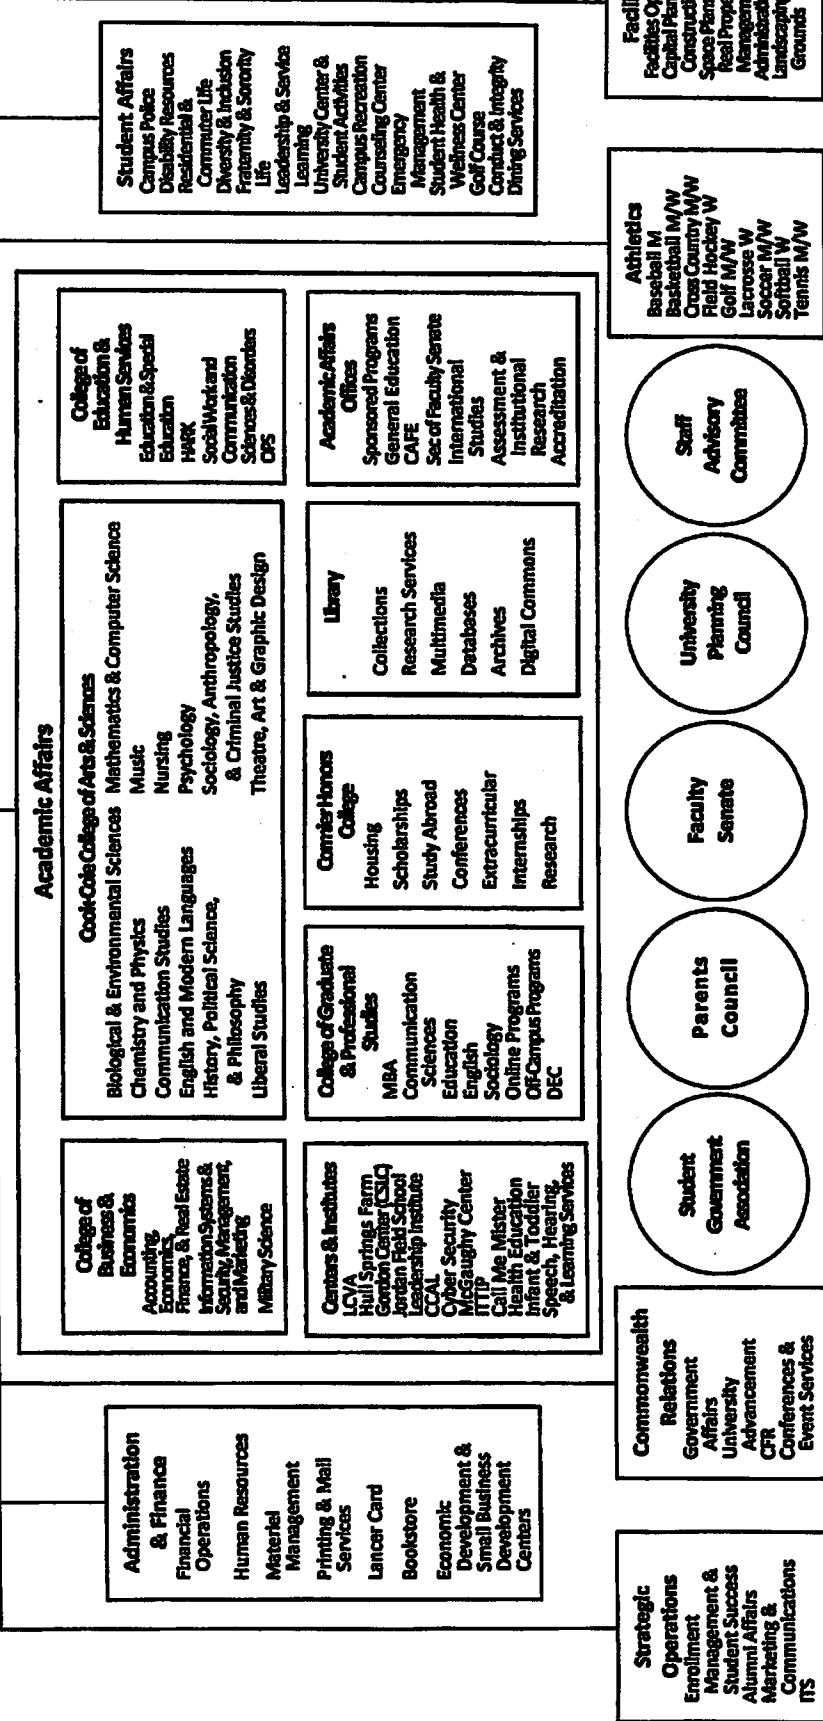 Administration
& Finance
Financial
Operations
Human Resources
Materiel
Management
Printing & Mail
Services
Lancer Card
Bookstore
Economic
Development &
Small Business
Development
Centers
Academic Affairs
College of
Business &
Economics
Accounting,
Economics,
Finance, & Real Estate
Information Systems &
Security, Management,
and Marketing
Military Science
Cook-Cole College of Arts & Sciences
Biological & Environmental Sciences
Chemistry and Physics
Communication Studies
English and Modern Languages
History, Political Science,
& Philosophy
Liberal Studies
Mathematics & Computer Science
Music
Nursing
Psychology
Sociology, Anthropology,
& Criminal Justice Studies
Theatre, Art & Graphic Design
College of
Education &
Human Services
Education & Special
Education
HARK
Social Work and
Communication
Sciences & Disorders
OPS
Centers & Institutes
LCVA
Hull Springs Farm
Gordon Center (CSLC)
Jordan Field School
Leadership Institute
CCAL
Cyber Security
McGaughy Center
ITTIP
Call Me Mister
Health Education
Infant & Toddler
Speech, Hearing,
& Learning Services
College of Graduate
& Professional
Studies
MBA
Communication
Sciences
Education
English
Sociology
Online Programs
Off-Campus Programs
DEC
Cormier Honors
College
Housing
Scholarships
Study Abroad
Conferences
Extracurricular
Internships
Research
Library
Collections
Research Services
Multimedia
Databases
Archives
Digital Commons
Academic Affairs
Offices
Sponsored Programs
General Education
CAFE
Sec of Faculty Senate
International
Studies
Assessment &
Institutional
Research
Accreditation
Student Affairs
Campus Police
Disability Resources
Residential &
Commuter Life
Diversity & Inclusion
Fraternity & Sorority
Life
Leadership & Service
Learning
University Center &
Student Activities
Campus Recreation
Counseling Center
Emergency
Management
Student Health &
Wellness Center
Golf Course
Conduct & Integrity
Dining Services
Strategic
Operations
Enrollment
Management &
Student Success
Alumni Affairs
Marketing &
Communications
ITS
Commonwealth
Relations
Government
Affairs
University
Advancement
CFR
Conferences &
Event Services
Student
Government
Association
Parents
Council
Faculty
Senate
University
Planning
Council
Staff
Advisory
Committee
Athletics
Baseball M
Basketball M/W
Cross Country M/W
Field Hockey W
Golf M/W
Lacrosse W
Soccer M/W
Softball W
Tennis M/W
Facilities
Capital
Space
Real
Landscaping
Grounds